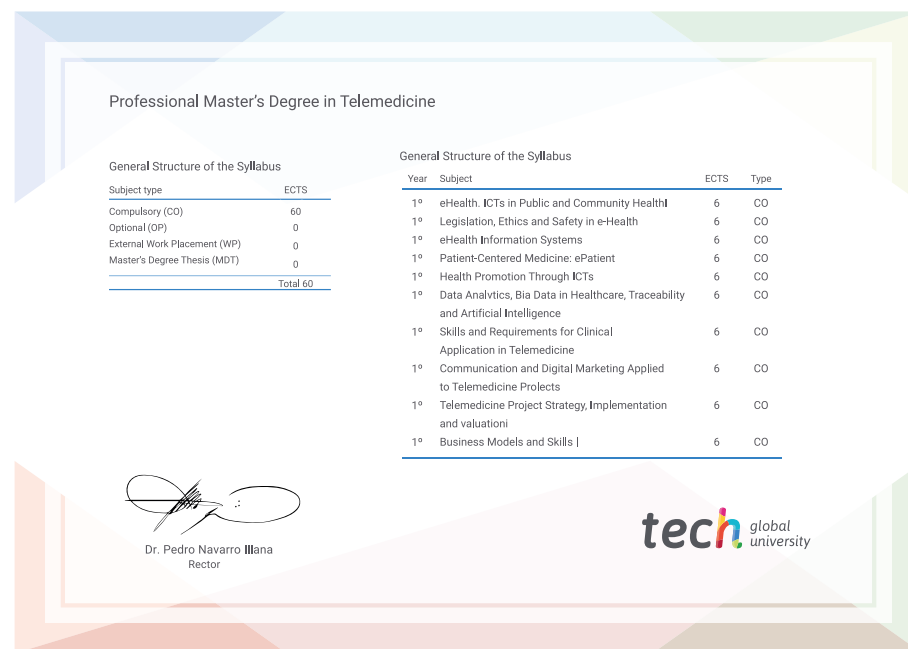 Professional Master's Degree in Telemedicine
General Structure of the Syllabus
Subject type ECTS
Compulsory (CO) 60
Optional (OP) 0
External Work Placement (WP) 0
Master's Degree Thesis (MDT) 0
Total 60
General Structure of the Syllabus
Year Subject ECTS Type
1º eHealth. ICTs in Public and Community Healthl 6 CO
1º Legislation, Ethics and Safety in e-Health 6 CO
1º eHealth Information Systems 6 CO
1º Patient-Centered Medicine: ePatient 6 CO
1º Health Promotion Through ICTs 6 CO
1º Data Analvtics, Bia Data in Healthcare, Traceability 6 CO
and Artificial Intelligence
1º Skills and Requirements for Clinical 6 CO
Application in Telemedicine
1º Communication and Digital Marketing Applied 6 CO
to Telemedicine Prolects
1º Telemedicine Project Strategy, Implementation 6 CO
and valuationi
1º Business Models and Skills | 6 CO
Dr. Pedro Navarro Illana
Rector
tech global
university